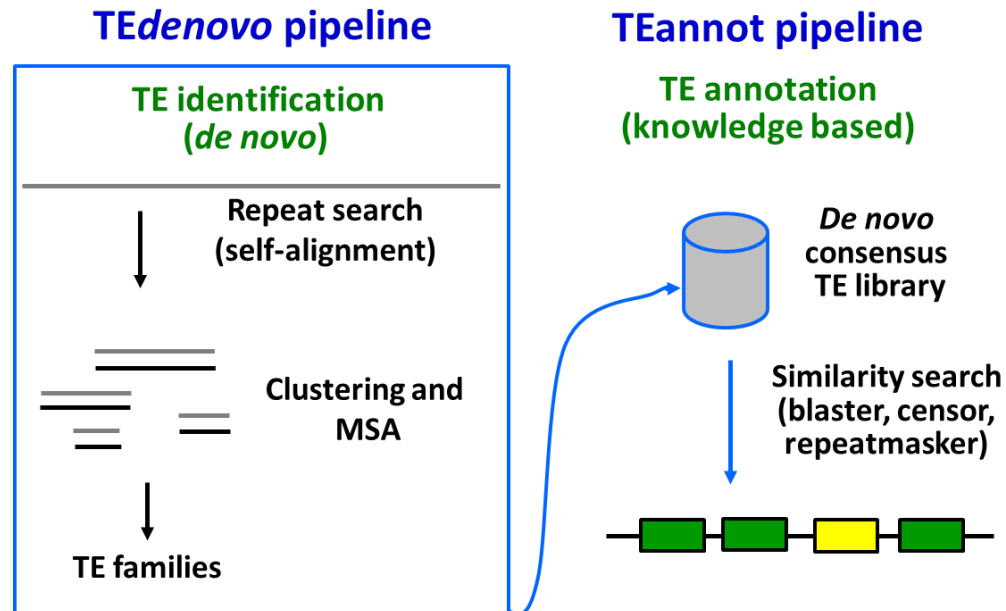 TEdenovo pipeline
TE identification
(de novo)
Repeat search
(self-alignment)
Clustering and
MSA
TE families
TEannot pipeline
TE annotation
(knowledge based)
De novo
consensus
TE library
Similarity search
(blaster, censor,
repeatmasker)